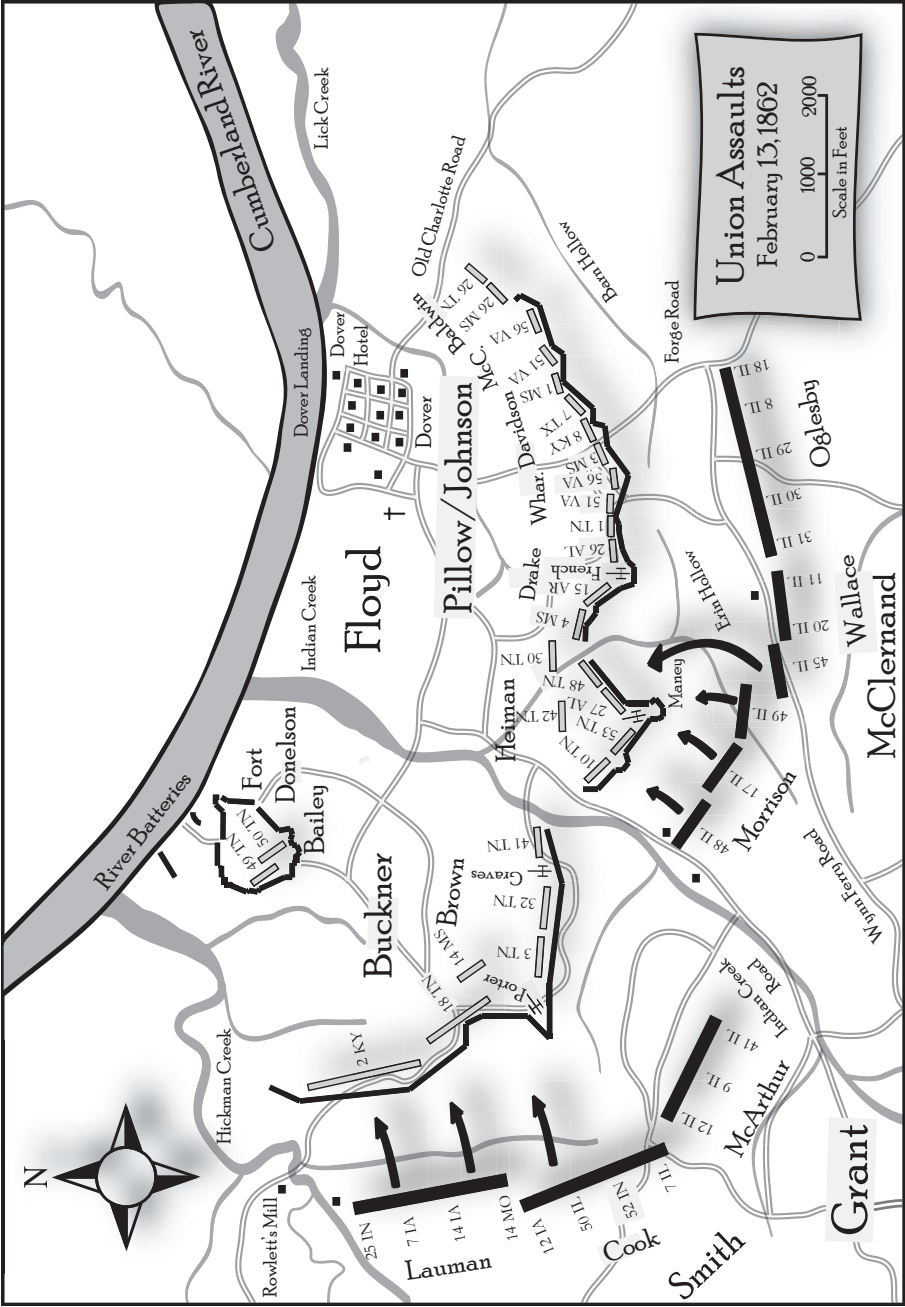 Union Assaults
February 13, 1862
0 1000 2000
Scale in Feet
N
Cumberland River
Lick Creek
Dover Landing
Dover
Hotel
Dover
Old Charlotte Road
Barn Hollow
Forge Road
Indian Creek
Erin Hollow
River Batteries
Fort
Donelson
Bailey
49 TN
50 TN
Hickman Creek
Rowlett's Mill
Wynn Ferry Road
Indian Creek
Road
Floyd
Pillow/Johnson
Baldwin
26 TN
26 MS
McC.
56 VA
51 VA
1 MS
Davidson
7 TX
8 KY
3 MS
Whar.
56 VA
51 VA
Drake
1 TN
26 AL
French
15 AR
4 MS
Heiman
30 TN
48 TN
27 AL
42 TN
53 TN
10 TN
Maney
Buckner
Brown
41 TN
Graves
32 TN
3 TN
14 MS
Porter
18 TN
2 KY
Grant
McClernand
Oglesby
18 IL
8 IL
29 IL
30 IL
31 IL
Wallace
11 IL
20 IL
45 IL
Morrison
49 IL
17 IL
48 IL
McArthur
41 IL
9 IL
12 IL
Smith
Cook
7 IL
52 IN
50 IL
12 IA
Lauman
14 MO
14 IA
7 IA
25 IN